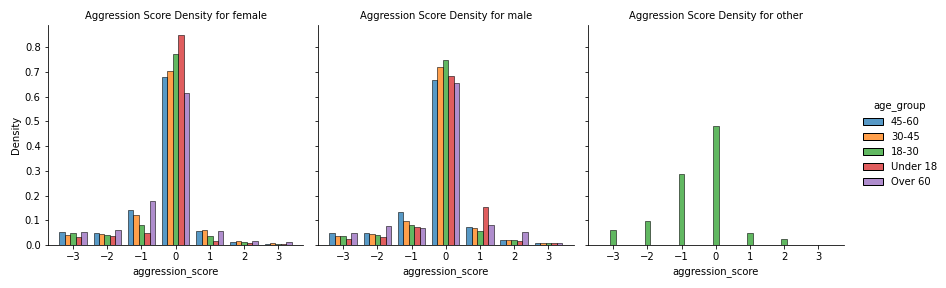 Aggression Score Density for female
Aggression Score Density for male
Aggression Score Density for other
Density
0.8
0.7
0.6
0.5
0.4
0.3
0.2
0.1
0.0
−3 −2 −1 0 1 2 3
−3 −2 −1 0 1 2 3
−3 −2 −1 0 1 2 3
aggression_score
aggression_score
aggression_score
age_group
45-60
30-45
18-30
Under 18
Over 60